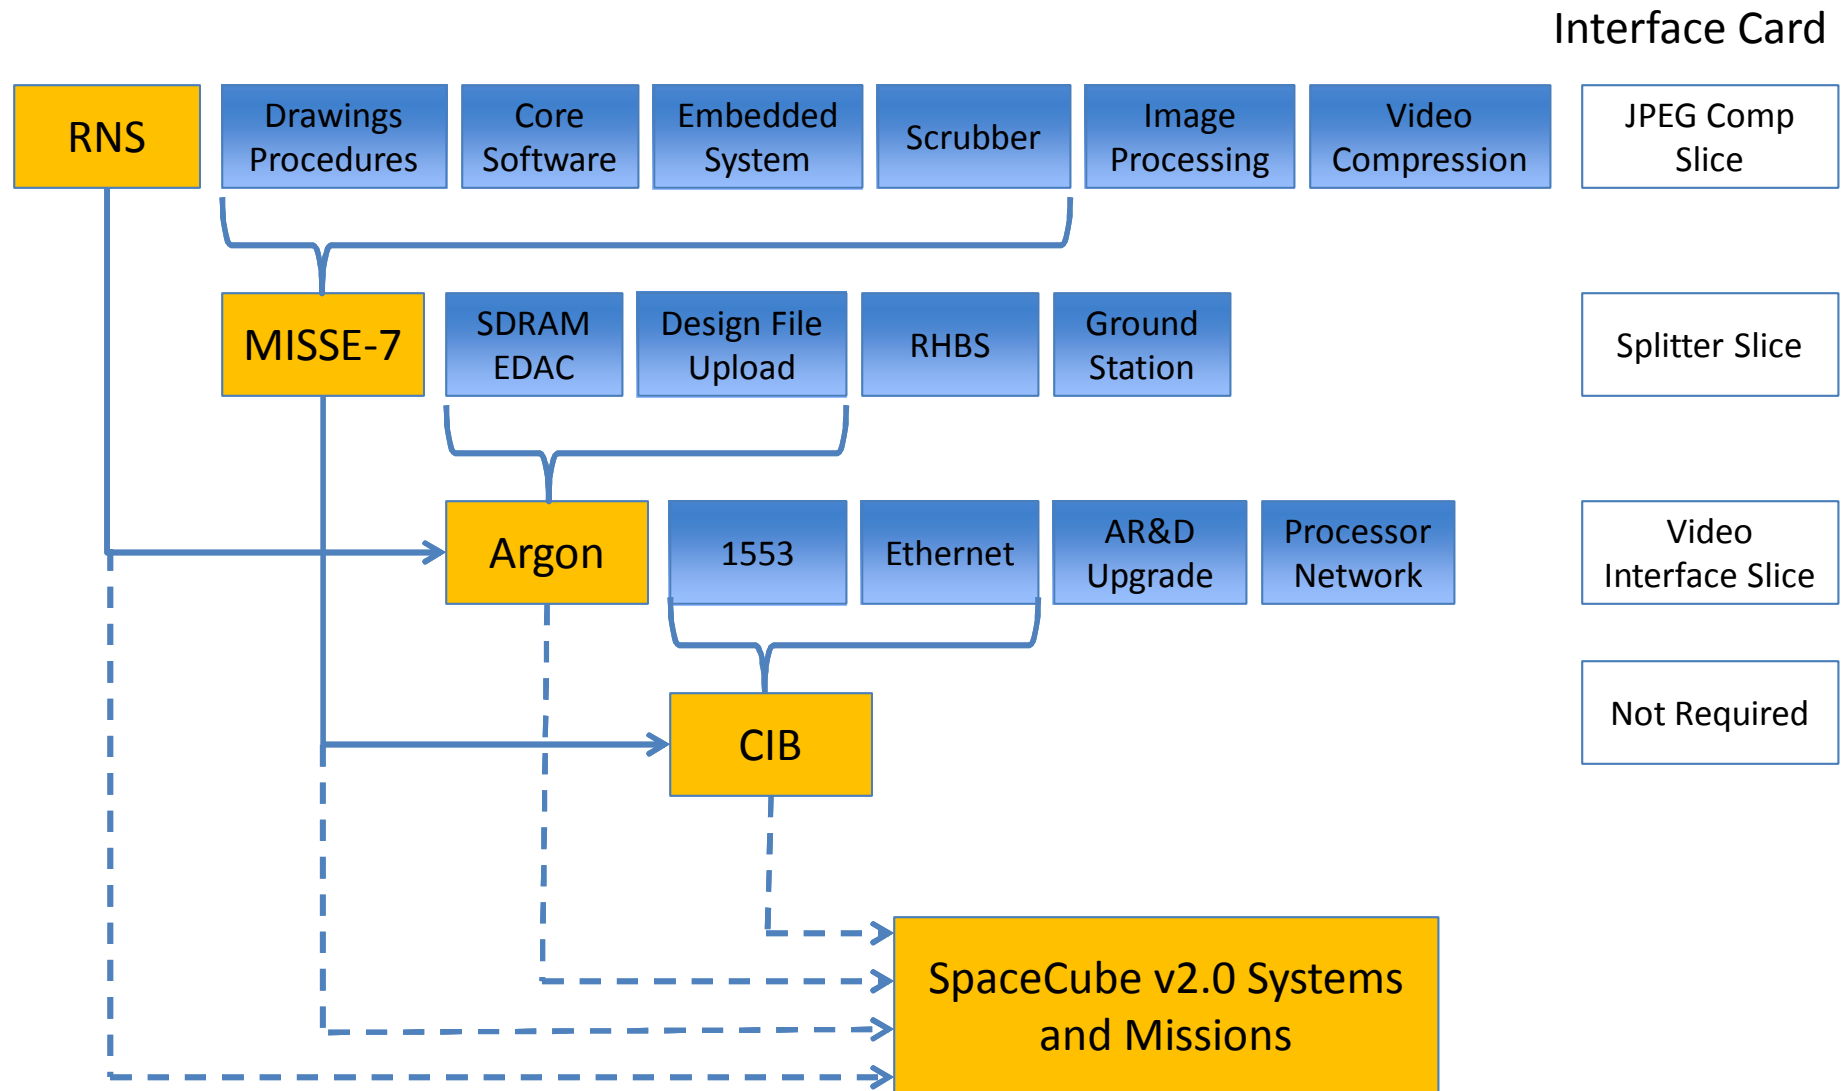 Interface Card
RNS
Drawings
Procedures
Core
Software
Embedded
System
Scrubber
Image
Processing
Video
Compression
JPEG Comp
Slice
MISSE-7
SDRAM
EDAC
Design File
Upload
RHBS
Ground
Station
Splitter Slice
Argon
1553
Ethernet
AR&D
Upgrade
Processor
Network
Video
Interface Slice
CIB
Not Required
SpaceCube v2.0 Systems
and Missions